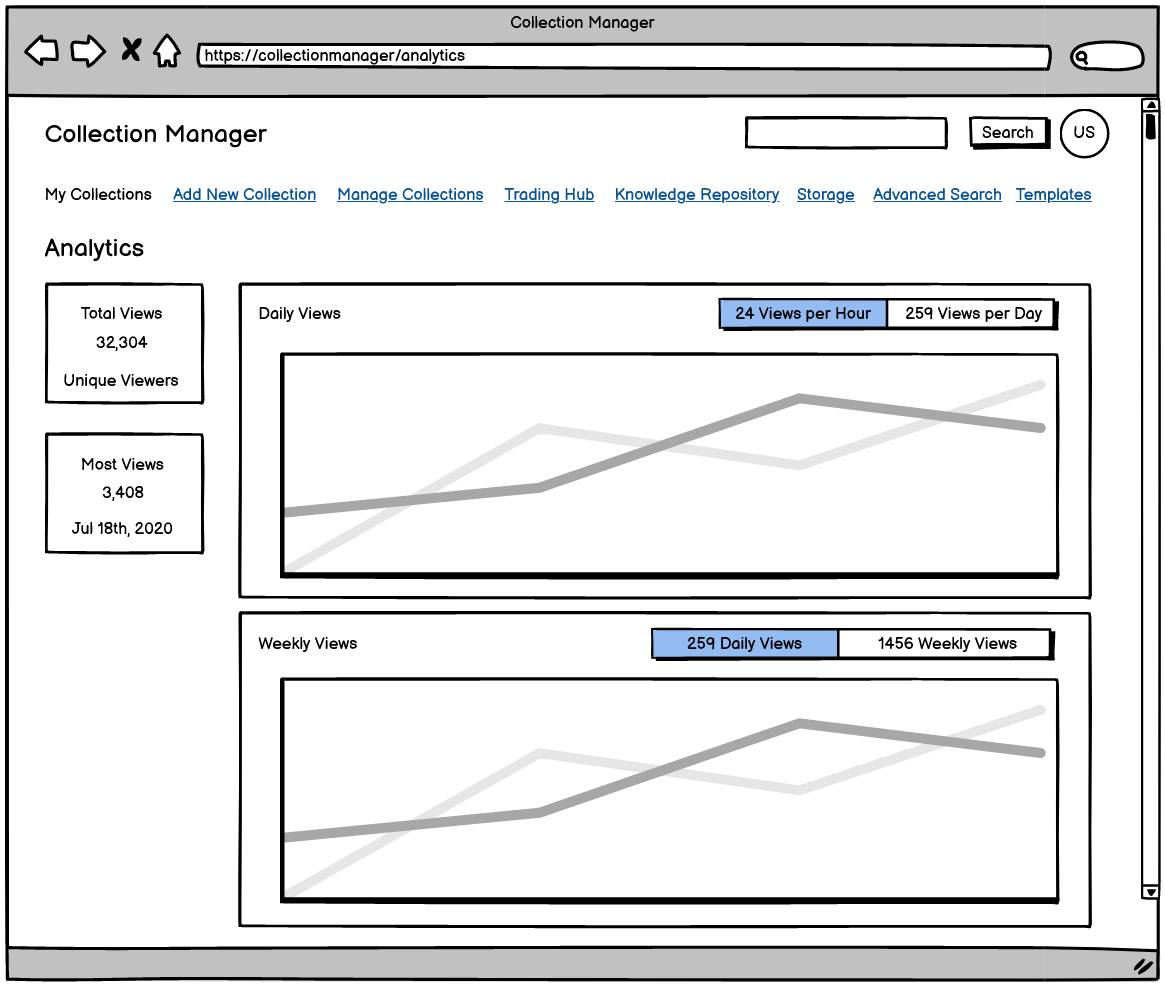 Collection Manager
https://collectionmanager/analytics
Collection Manager
Search
US
My Collections Add New Collection Manage Collections Trading Hub Knowledge Repository Storage Advanced Search Templates
Analytics
Total Views
32,304
Unique Viewers
Most Views
3,408
Jul 18th, 2020
Daily Views
24 Views per Hour
259 Views per Day
Weekly Views
259 Daily Views
1456 Weekly Views